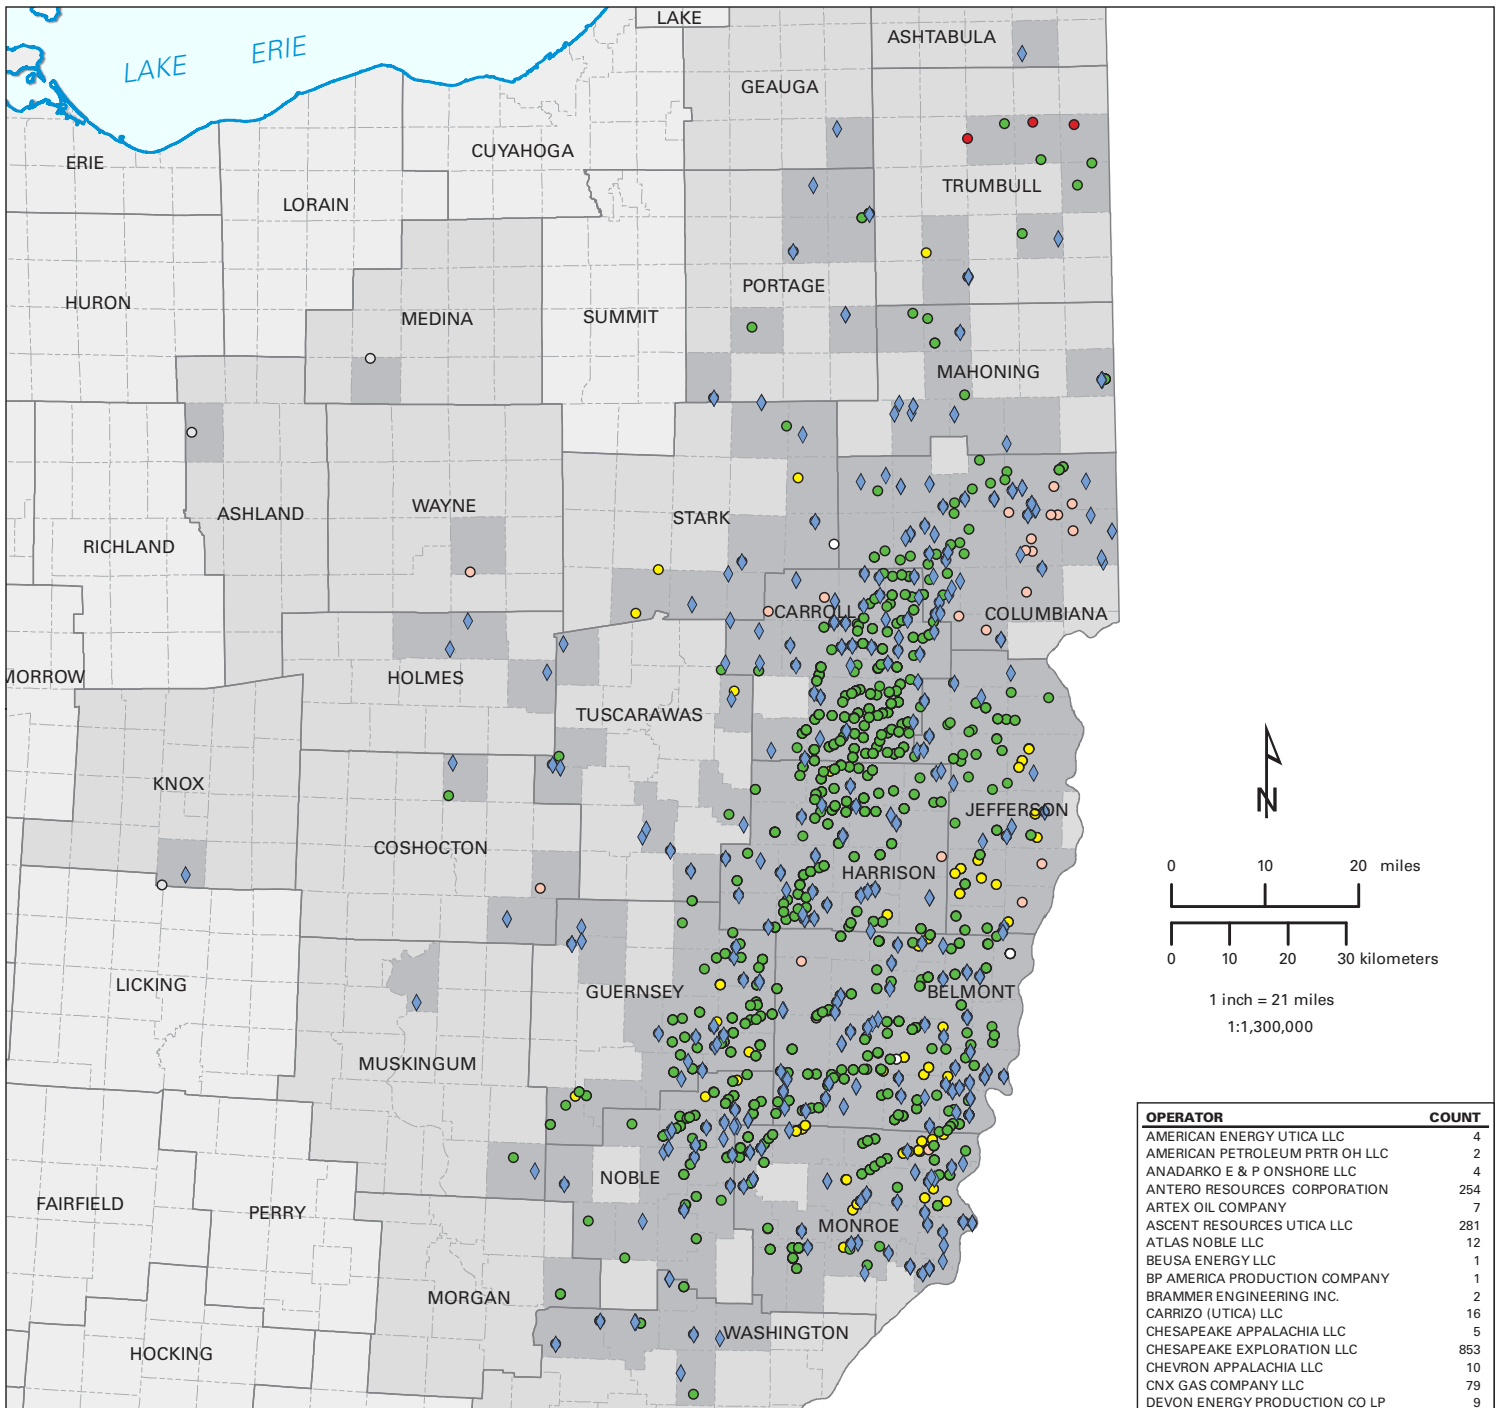 LAKE
ASHTABULA
LAKE ERIE
GEAUGA
CUYAHOGA
ERIE
TRUMBULL
LORAIN
PORTAGE
HURON
MEDINA
SUMMIT
MAHONING
WAYNE
ASHLAND
STARK
RICHLAND
CARROLL
COLUMBIANA
MORROW
HOLMES
TUSCARAWAS
KNOX
JEFFERSON
COSHOCTON
HARRISON
LICKING
GUERNSEY
BELMONT
MUSKINGUM
NOBLE
FAIRFIELD
PERRY
MONROE
MORGAN
WASHINGTON
HOCKING
N
0 10 20 miles
0 10 20 30 kilometers
1 inch = 21 miles
1:1,300,000
OPERATOR COUNT
AMERICAN ENERGY UTICA LLC 4
AMERICAN PETROLEUM PRTR OH LLC 2
ANADARKO E & P ONSHORE LLC 4
ANTERO RESOURCES CORPORATION 254
ARTEX OIL COMPANY 7
ASCENT RESOURCES UTICA LLC 281
ATLAS NOBLE LLC 12
BEUSA ENERGY LLC 1
BP AMERICA PRODUCTION COMPANY 1
BRAMMER ENGINEERING INC. 2
CARRIZO (UTICA) LLC 16
CHESAPEAKE APPALACHIA LLC 5
CHESAPEAKE EXPLORATION LLC 853
CHEVRON APPALACHIA LLC 10
CNX GAS COMPANY LLC 79
DEVON ENERGY PRODUCTION CO LP 9